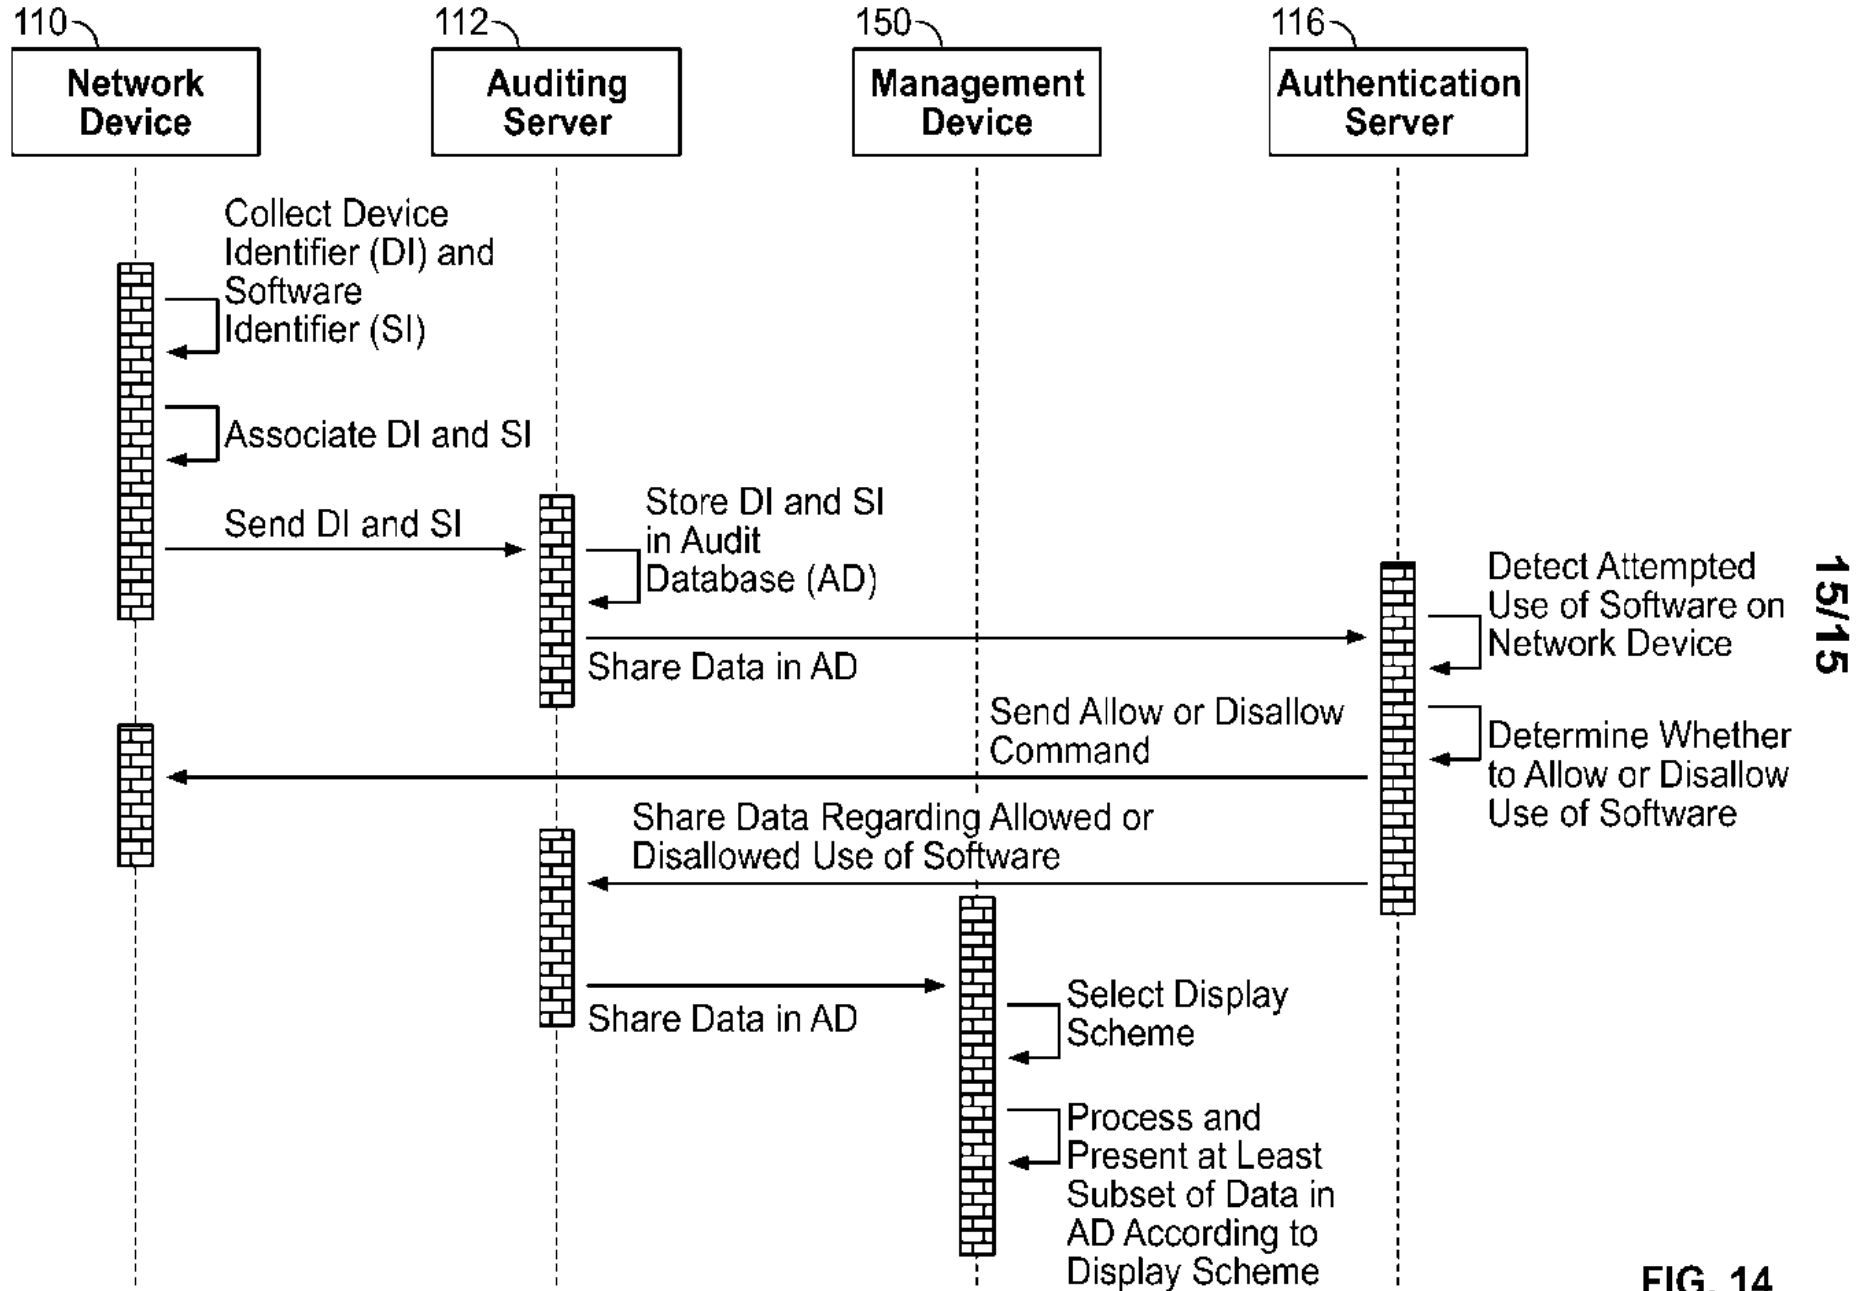 110
112
150
116
Network
Device
Auditing
Server
Management
Device
Authentication
Server
Collect Device
Identifier (DI) and
Software
Identifier (SI)
Associate DI and SI
Send DI and SI
Store DI and SI
in Audit
Database (AD)
Share Data in AD
Detect Attempted
Use of Software on
Network Device
Send Allow or Disallow
Command
Determine Whether
to Allow or Disallow
Use of Software
Share Data Regarding Allowed or
Disallowed Use of Software
Share Data in AD
Select Display
Scheme
Process and
Present at Least
Subset of Data in
AD According to
Display Scheme
15/15
FIG. 14